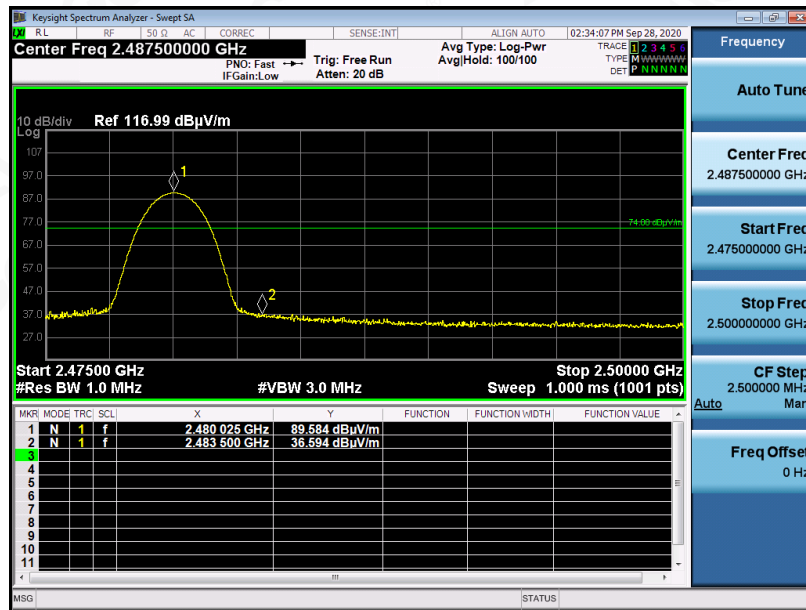 Keysight Spectrum Analyzer - Swept SA
RL RF 50 Ω AC CORREC SENSE:INT ALIGN AUTO 02:34:07 PM Sep 28, 2020
Center Freq 2.487500000 GHz
PNO: Fast
IFGain:Low
Trig: Free Run
Atten: 20 dB
Avg Type: Log-Pwr
Avg|Hold: 100/100
TRACE 1 2 3 4 5 6
TYPE M WWWWW
DET P N N N N N
10 dB/div Ref 116.99 dBµV/m
Log
107
97.0
87.0
77.0
67.0
57.0
47.0
37.0
27.0
1
2
74.00 dBµV/m
Start 2.47500 GHz Stop 2.50000 GHz
#Res BW 1.0 MHz #VBW 3.0 MHz Sweep 1.000 ms (1001 pts)
MKR MODE TRC SCL X Y FUNCTION FUNCTION WIDTH FUNCTION VALUE
1 N 1 f 2.480 025 GHz 89.584 dBµV/m
2 N 1 f 2.483 500 GHz 36.594 dBµV/m
3
4
5
6
7
8
9
10
11
MSG STATUS
Frequency
Auto Tune
Center Freq
2.487500000 GHz
Start Freq
2.475000000 GHz
Stop Freq
2.500000000 GHz
CF Step
2.500000 MHz
Auto Man
Freq Offset
0 Hz